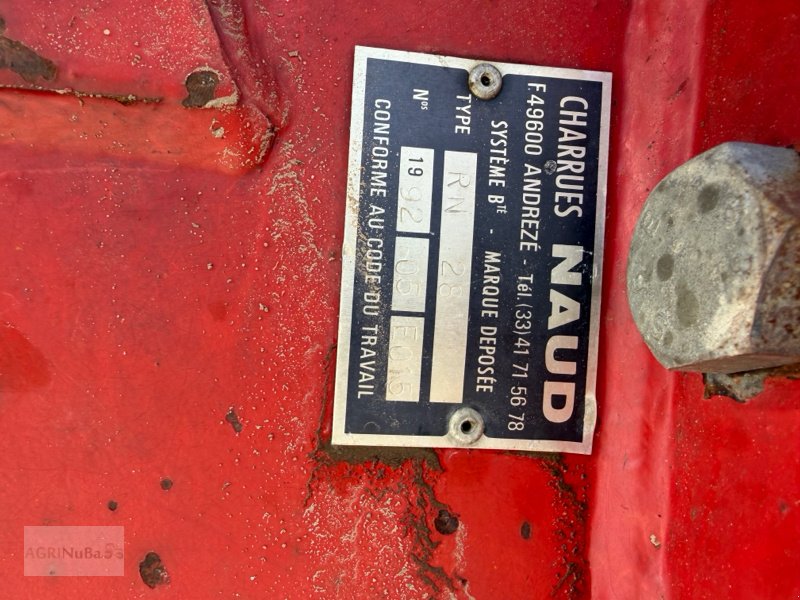 CHARRUES NAUD
F.49600 ANDREZÉ - Tél.(33)41 71 56 78
SYSTÈME Bᵀᴱ - MARQUE DEPOSÉE
TYPE RN 28
Nᵒˢ 1992 05 E015
CONFORME AU CODE DU TRAVAIL
AGRINuBa